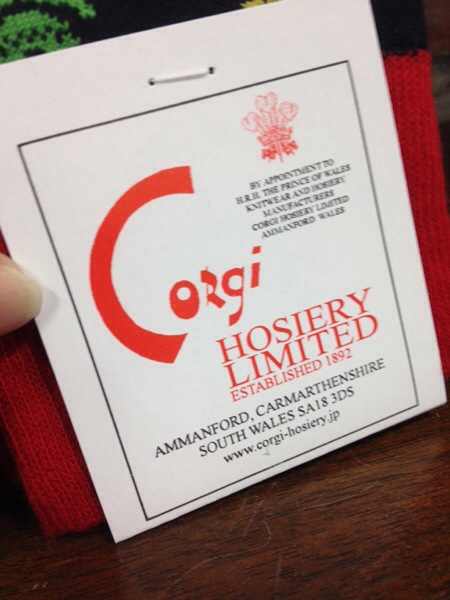 BY APPOINTMENT TO
H.R.H. THE PRINCE OF WALES
KNITWEAR AND HOSIERY
MANUFACTURERS
CORGI HOSIERY LIMITED
AMMANFORD WALES
Corgi
HOSIERY
LIMITED
ESTABLISHED 1892
AMMANFORD, CARMARTHENSHIRE
SOUTH WALES SA18 3DS
www.corgi-hosiery.jp